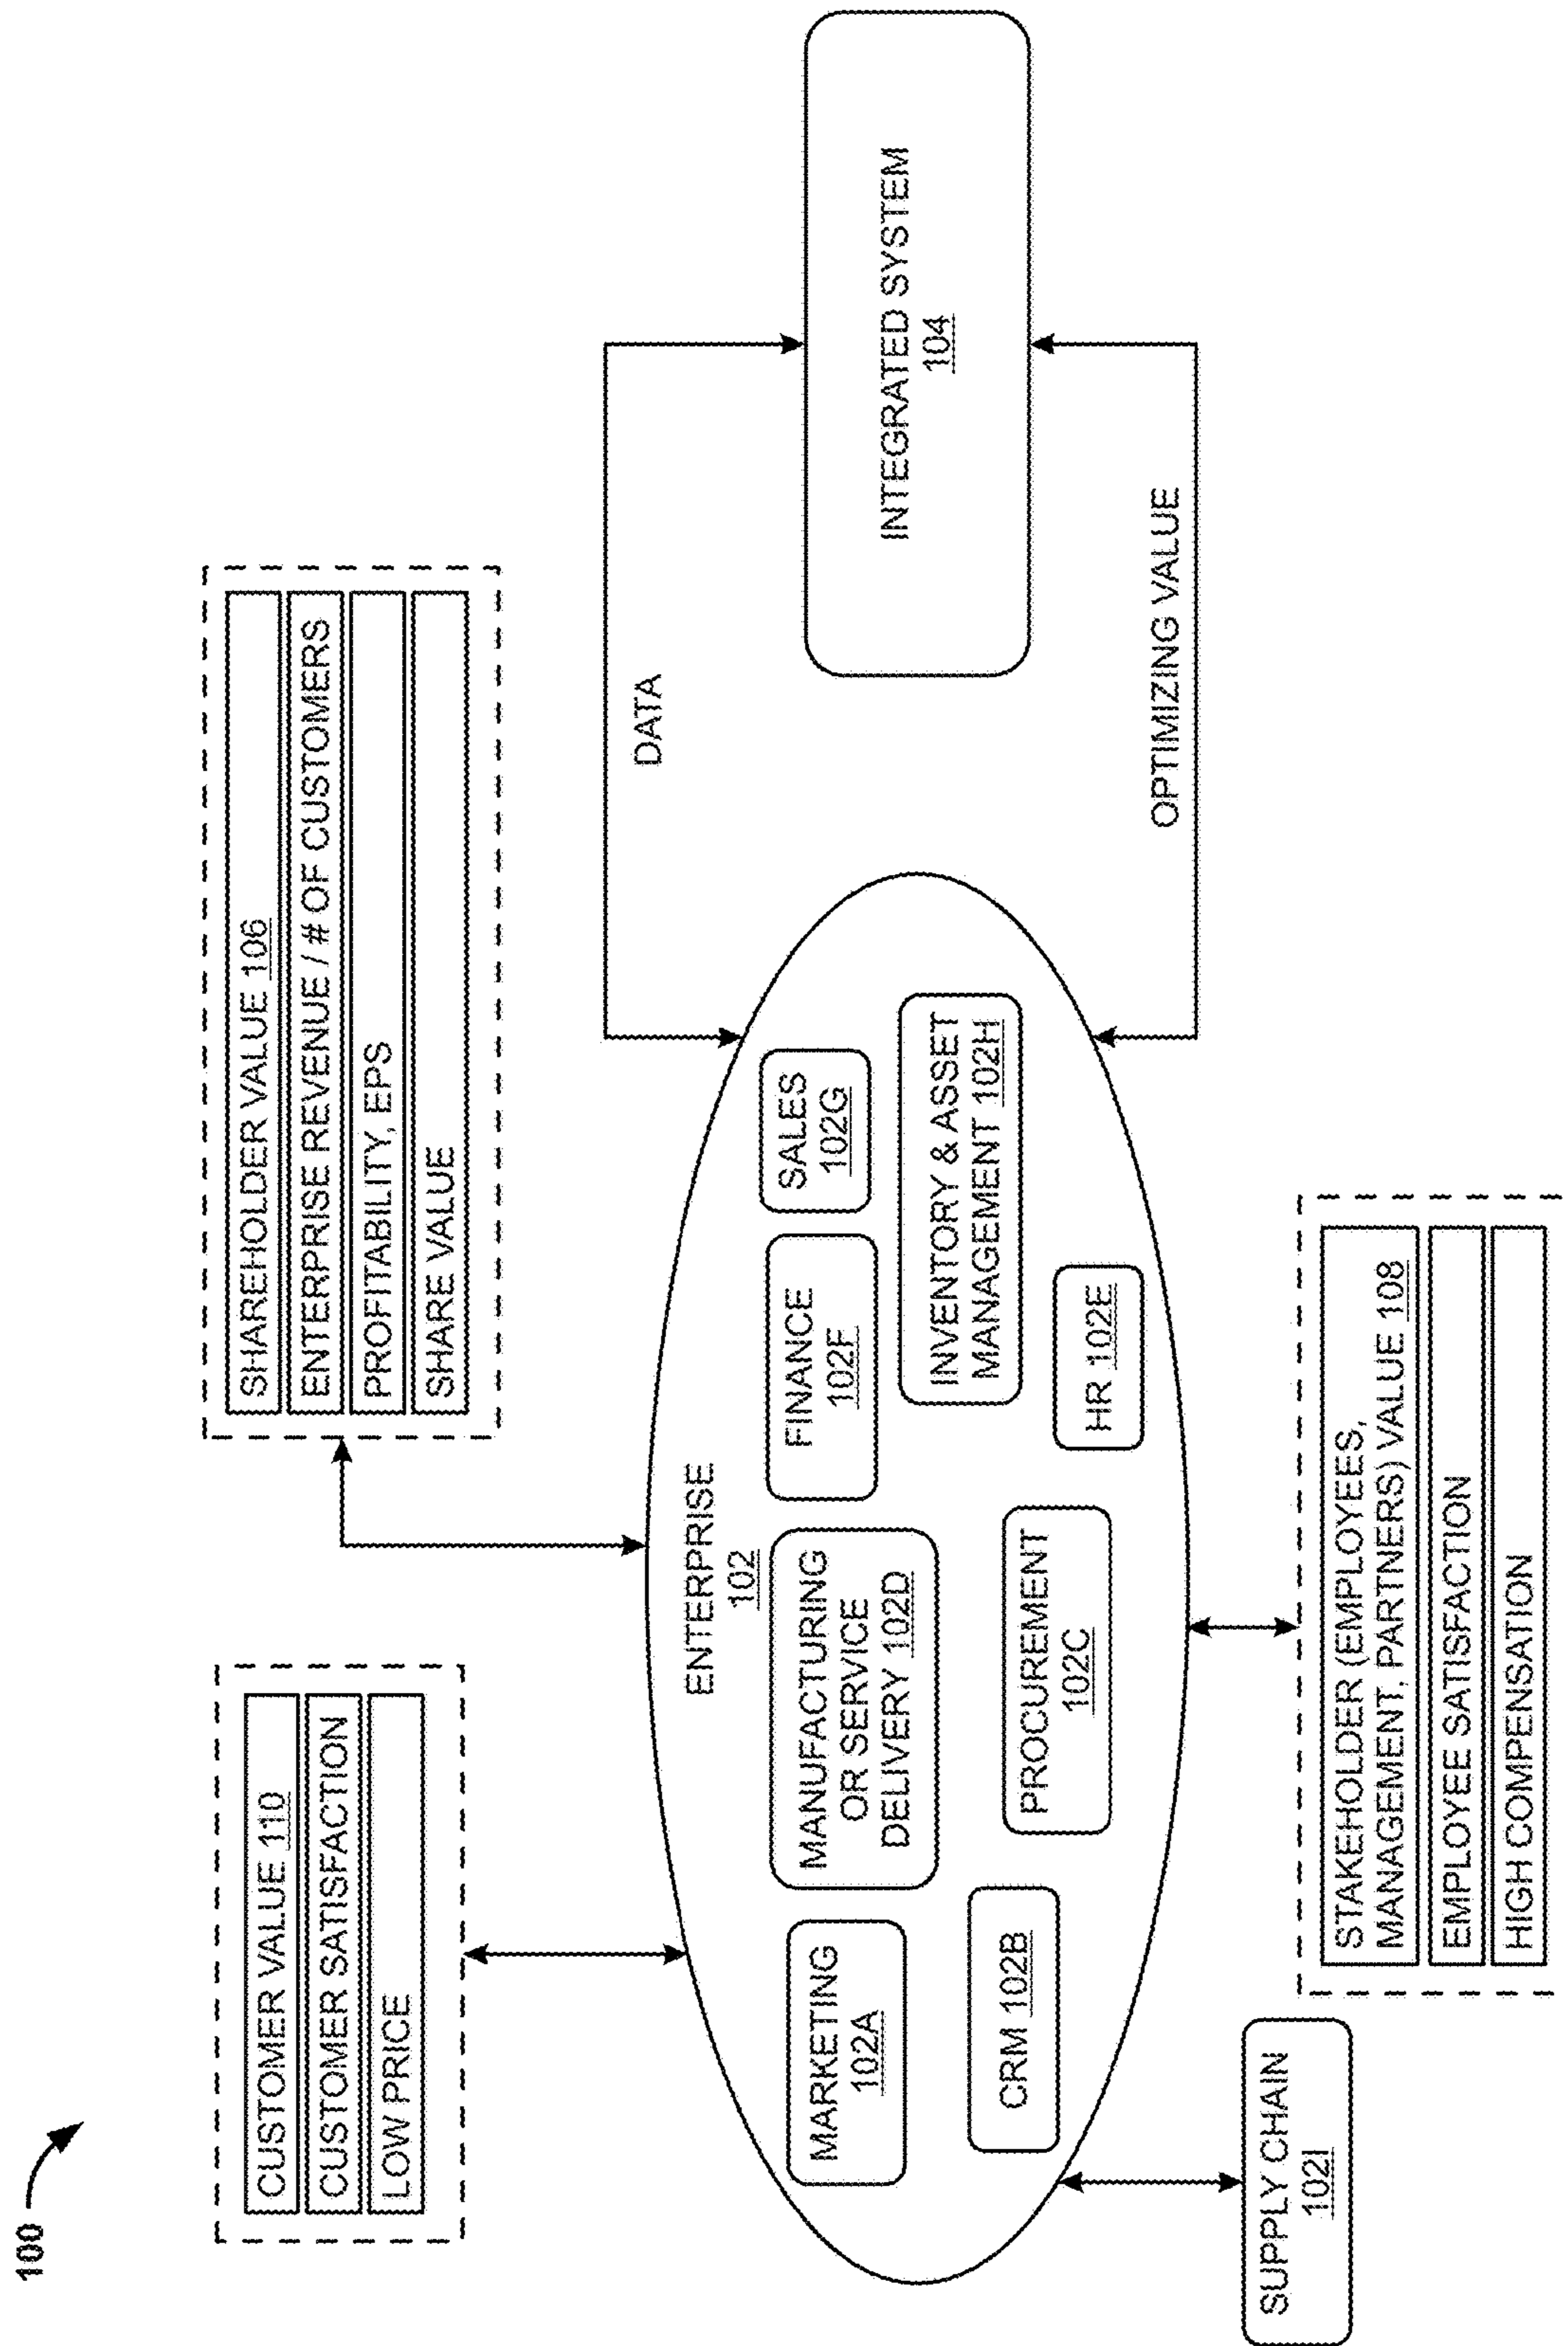 100
CUSTOMER VALUE 110
CUSTOMER SATISFACTION
LOW PRICE
SHAREHOLDER VALUE 106
ENTERPRISE REVENUE / # OF CUSTOMERS
PROFITABILITY, EPS
SHARE VALUE
ENTERPRISE
102
MARKETING
102A
MANUFACTURING
OR SERVICE
DELIVERY 102D
FINANCE
102F
SALES
102G
CRM 102B
PROCUREMENT
102C
HR 102E
INVENTORY & ASSET
MANAGEMENT 102H
DATA
INTEGRATED SYSTEM
104
OPTIMIZING VALUE
SUPPLY CHAIN
102I
STAKEHOLDER (EMPLOYEES,
MANAGEMENT, PARTNERS) VALUE 108
EMPLOYEE SATISFACTION
HIGH COMPENSATION